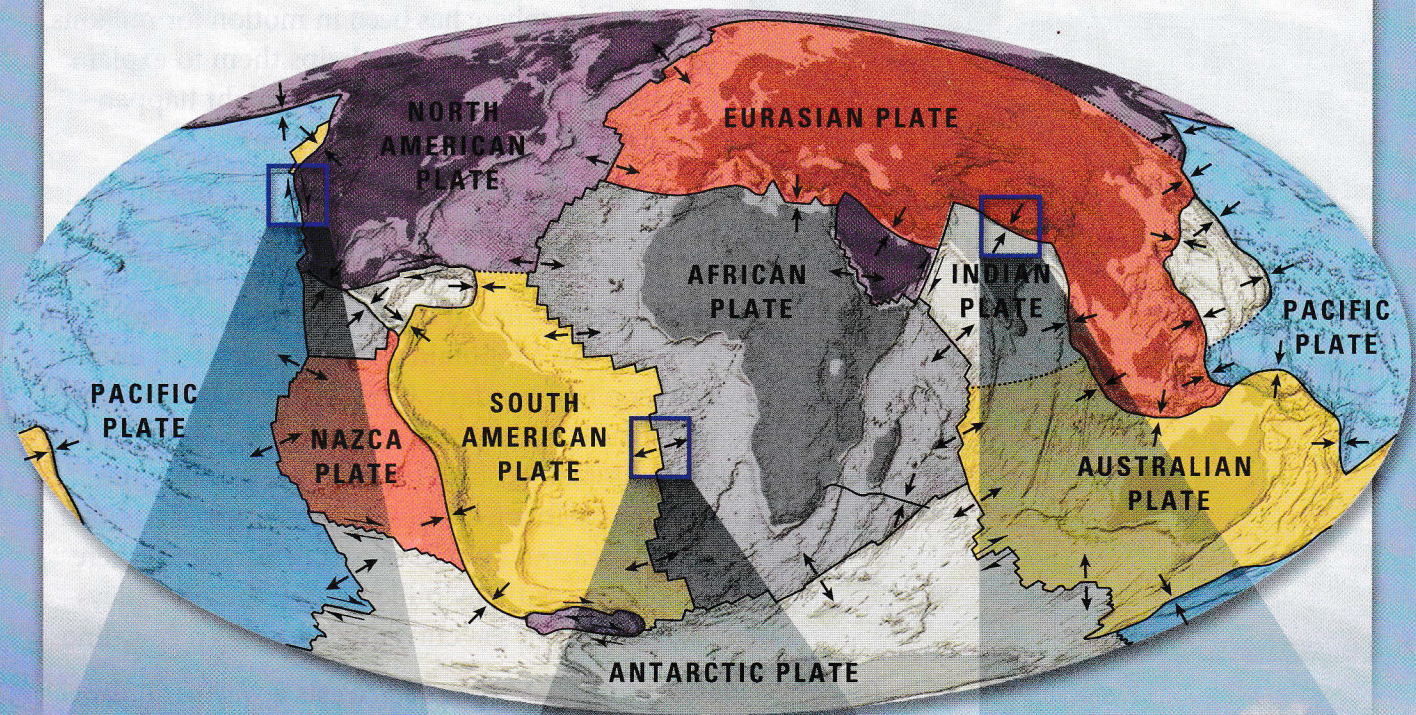 NORTH
AMERICAN
PLATE
EURASIAN PLATE
AFRICAN
PLATE
INDIAN
PLATE
PACIFIC
PLATE
PACIFIC
PLATE
NAZCA
PLATE
SOUTH
AMERICAN
PLATE
AUSTRALIAN
PLATE
ANTARCTIC PLATE